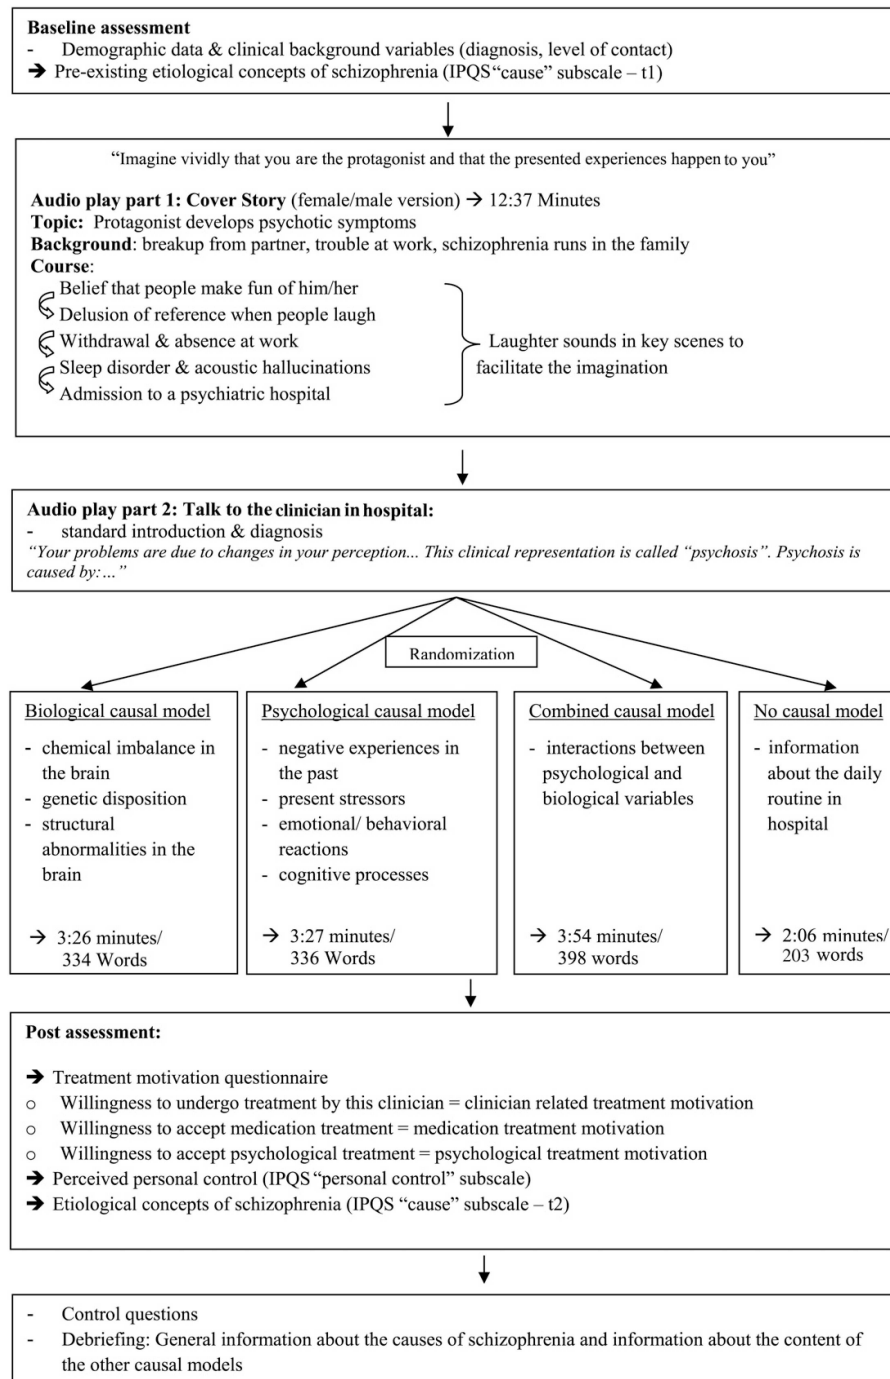 Baseline assessment
- Demographic data & clinical background variables (diagnosis, level of contact)
➔ Pre-existing etiological concepts of schizophrenia (IPQS “cause” subscale – t1)
“Imagine vividly that you are the protagonist and that the presented experiences happen to you”
Audio play part 1: Cover Story (female/male version) → 12:37 Minutes
Topic: Protagonist develops psychotic symptoms
Background: breakup from partner, trouble at work, schizophrenia runs in the family
Course:
Belief that people make fun of him/her
Delusion of reference when people laugh
Withdrawal & absence at work
Sleep disorder & acoustic hallucinations
Admission to a psychiatric hospital
Laughter sounds in key scenes to
facilitate the imagination
Audio play part 2: Talk to the clinician in hospital:
- standard introduction & diagnosis
“Your problems are due to changes in your perception... This clinical representation is called “psychosis”. Psychosis is
caused by:…”
Randomization
Biological causal model
- chemical imbalance in
the brain
- genetic disposition
- structural
abnormalities in the
brain
→ 3:26 minutes/
334 Words
Psychological causal model
- negative experiences in
the past
- present stressors
- emotional/ behavioral
reactions
- cognitive processes
→ 3:27 minutes/
336 Words
Combined causal model
- interactions between
psychological and
biological variables
→ 3:54 minutes/
398 words
No causal model
- information
about the daily
routine in
hospital
→ 2:06 minutes/
203 words
Post assessment:
➔ Treatment motivation questionnaire
o Willingness to undergo treatment by this clinician = clinician related treatment motivation
o Willingness to accept medication treatment = medication treatment motivation
o Willingness to accept psychological treatment = psychological treatment motivation
➔ Perceived personal control (IPQS “personal control” subscale)
➔ Etiological concepts of schizophrenia (IPQS “cause” subscale – t2)
- Control questions
- Debriefing: General information about the causes of schizophrenia and information about the content of
the other causal models